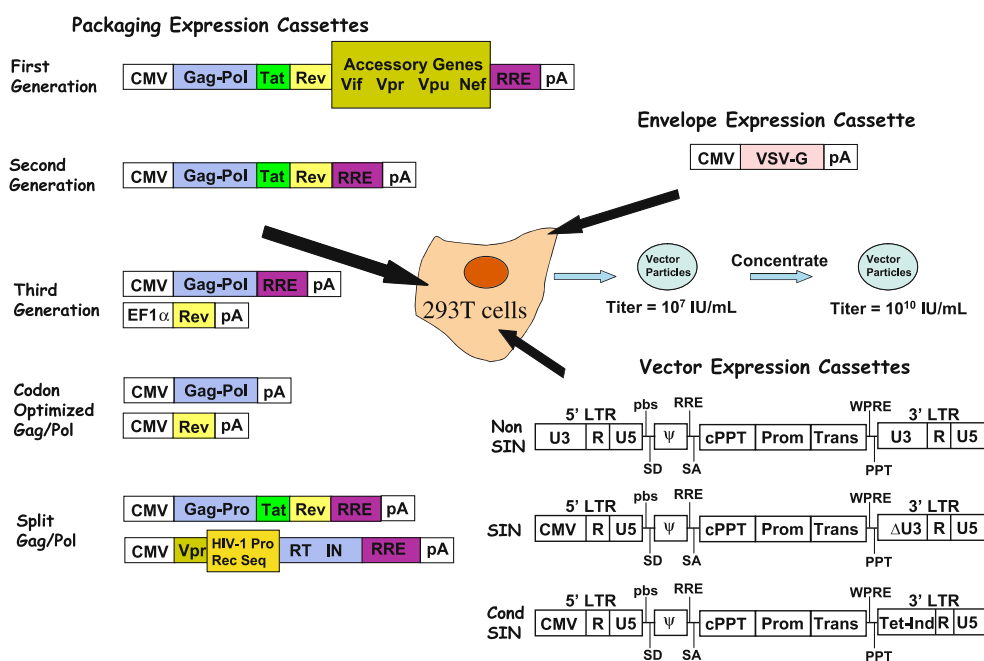 Packaging Expression Cassettes
First Generation
CMV Gag-Pol Tat Rev Accessory Genes Vif Vpr Vpu Nef RRE pA
Second Generation
CMV Gag-Pol Tat Rev RRE pA
Third Generation
CMV Gag-Pol RRE pA
EF1α Rev pA
Codon Optimized Gag/Pol
CMV Gag-Pol pA
CMV Rev pA
Split Gag/Pol
CMV Gag-Pro Tat Rev RRE pA
CMV Vpr HIV-1 Pro Rec Seq RT IN RRE pA
Envelope Expression Cassette
CMV VSV-G pA
293T cells
Vector Particles
Titer = 10⁷ IU/mL
Concentrate
Vector Particles
Titer = 10¹⁰ IU/mL
Vector Expression Cassettes
Non SIN
5’ LTR pbs RRE WPRE 3’ LTR
U3 R U5 ψ cPPT Prom Trans U3 R U5
SD SA PPT
SIN
5’ LTR pbs RRE WPRE 3’ LTR
CMV R U5 ψ cPPT Prom Trans ΔU3 R U5
SD SA PPT
Cond SIN
5’ LTR pbs RRE WPRE 3’ LTR
CMV R U5 ψ cPPT Prom Trans Tet-Ind R U5
SD SA PPT